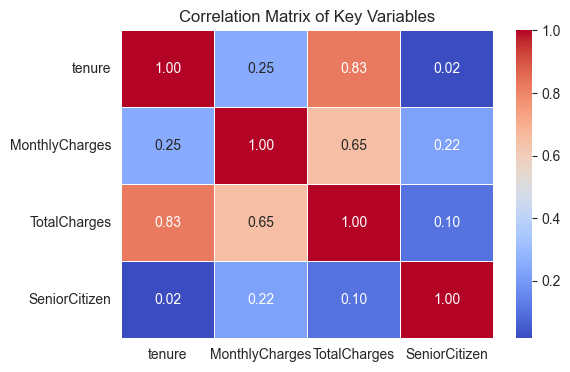 Correlation Matrix of Key Variables
tenure 1.00 0.25 0.83 0.02
MonthlyCharges 0.25 1.00 0.65 0.22
TotalCharges 0.83 0.65 1.00 0.10
SeniorCitizen 0.02 0.22 0.10 1.00
tenure MonthlyCharges TotalCharges SeniorCitizen
1.0
0.8
0.6
0.4
0.2